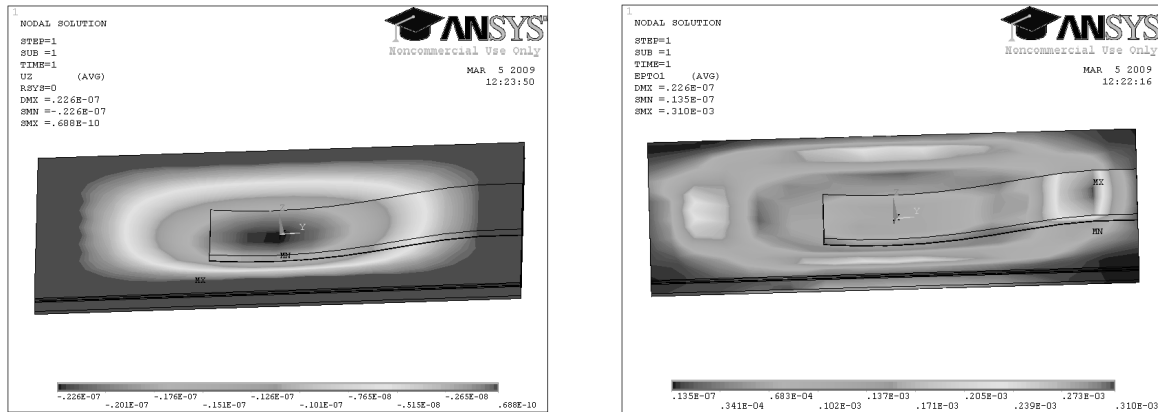 1
NODAL SOLUTION
STEP=1
SUB =1
TIME=1
UZ (AVG)
RSYS=0
DMX =.226E-07
SMN =-.226E-07
SMX =.688E-10
ANSYS
Noncommercial Use Only
MAR 5 2009
12:23:50
Z
Y
MN
MX
-.226E-07 -.176E-07 -.126E-07 -.765E-08 -.265E-08
-.201E-07 -.151E-07 -.101E-07 -.515E-08 .688E-10
1
NODAL SOLUTION
STEP=1
SUB =1
TIME=1
EPTO1 (AVG)
DMX =.226E-07
SMN =.135E-07
SMX =.310E-03
ANSYS
Noncommercial Use Only
MAR 5 2009
12:22:16
MX
Y
MN
.135E-07 .683E-04 .137E-03 .205E-03 .273E-03
.341E-04 .102E-03 .171E-03 .239E-03 .310E-03